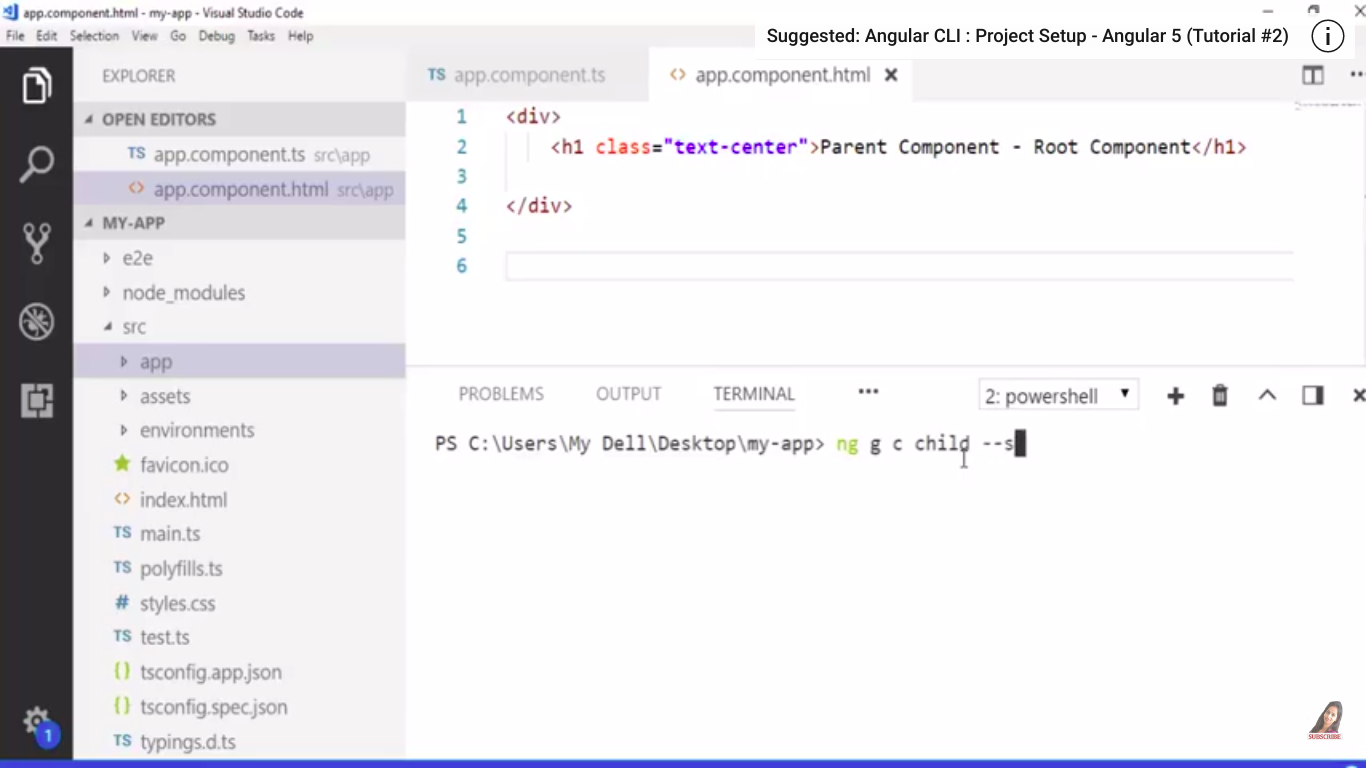 app.component.html - my-app - Visual Studio Code
File Edit Selection View Go Debug Tasks Help
Suggested: Angular CLI : Project Setup - Angular 5 (Tutorial #2)
EXPLORER
OPEN EDITORS
TS app.component.ts src\app
<> app.component.html src\app
MY-APP
e2e
node_modules
src
app
assets
environments
favicon.ico
<> index.html
TS main.ts
TS polyfills.ts
# styles.css
TS test.ts
{} tsconfig.app.json
{} tsconfig.spec.json
TS typings.d.ts
1
TS app.component.ts
<> app.component.html
1 <div>
2 <h1 class="text-center">Parent Component - Root Component</h1>
3
4 </div>
5
6
PROBLEMS OUTPUT TERMINAL ••• 2: powershell
PS C:\Users\My Dell\Desktop\my-app> ng g c child --s
SUBSCRIBE